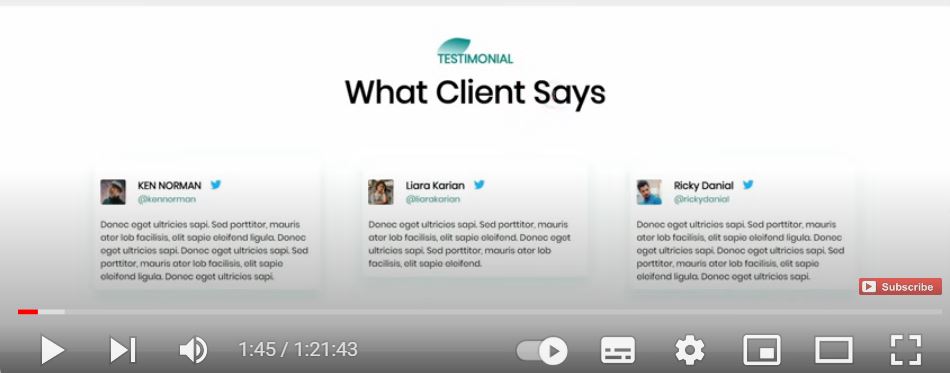 TESTIMONIAL
What Client Says
KEN NORMAN
@kennorman
Donec eget ultricies sapi. Sed porttitor, mauris
ater lob facilisis, elit sapie eleifend ligula. Donec
eget ultricies sapi. Donec eget ultricies sapi. Sed
porttitor, mauris ater lob facilisis, elit sapie
eleifend ligula. Donec eget ultricies sapi.
Liara Karian
@liarakarian
Donec eget ultricies sapi. Sed porttitor, mauris
ater lob facilisis, elit sapie eleifend. Donec eget
ultricies sapi. Sed porttitor, mauris ater lob
facilisis, elit sapie eleifend.
Ricky Danial
@rickydanial
Donec eget ultricies sapi. Sed porttitor, mauris
ater lob facilisis, elit sapie eleifend ligula. Donec
eget ultricies sapi. Donec eget ultricies sapi. Sed
porttitor, mauris ater lob facilisis, elit sapie
eleifend ligula. Donec eget ultricies sapi.
Subscribe
1:45 / 1:21:43